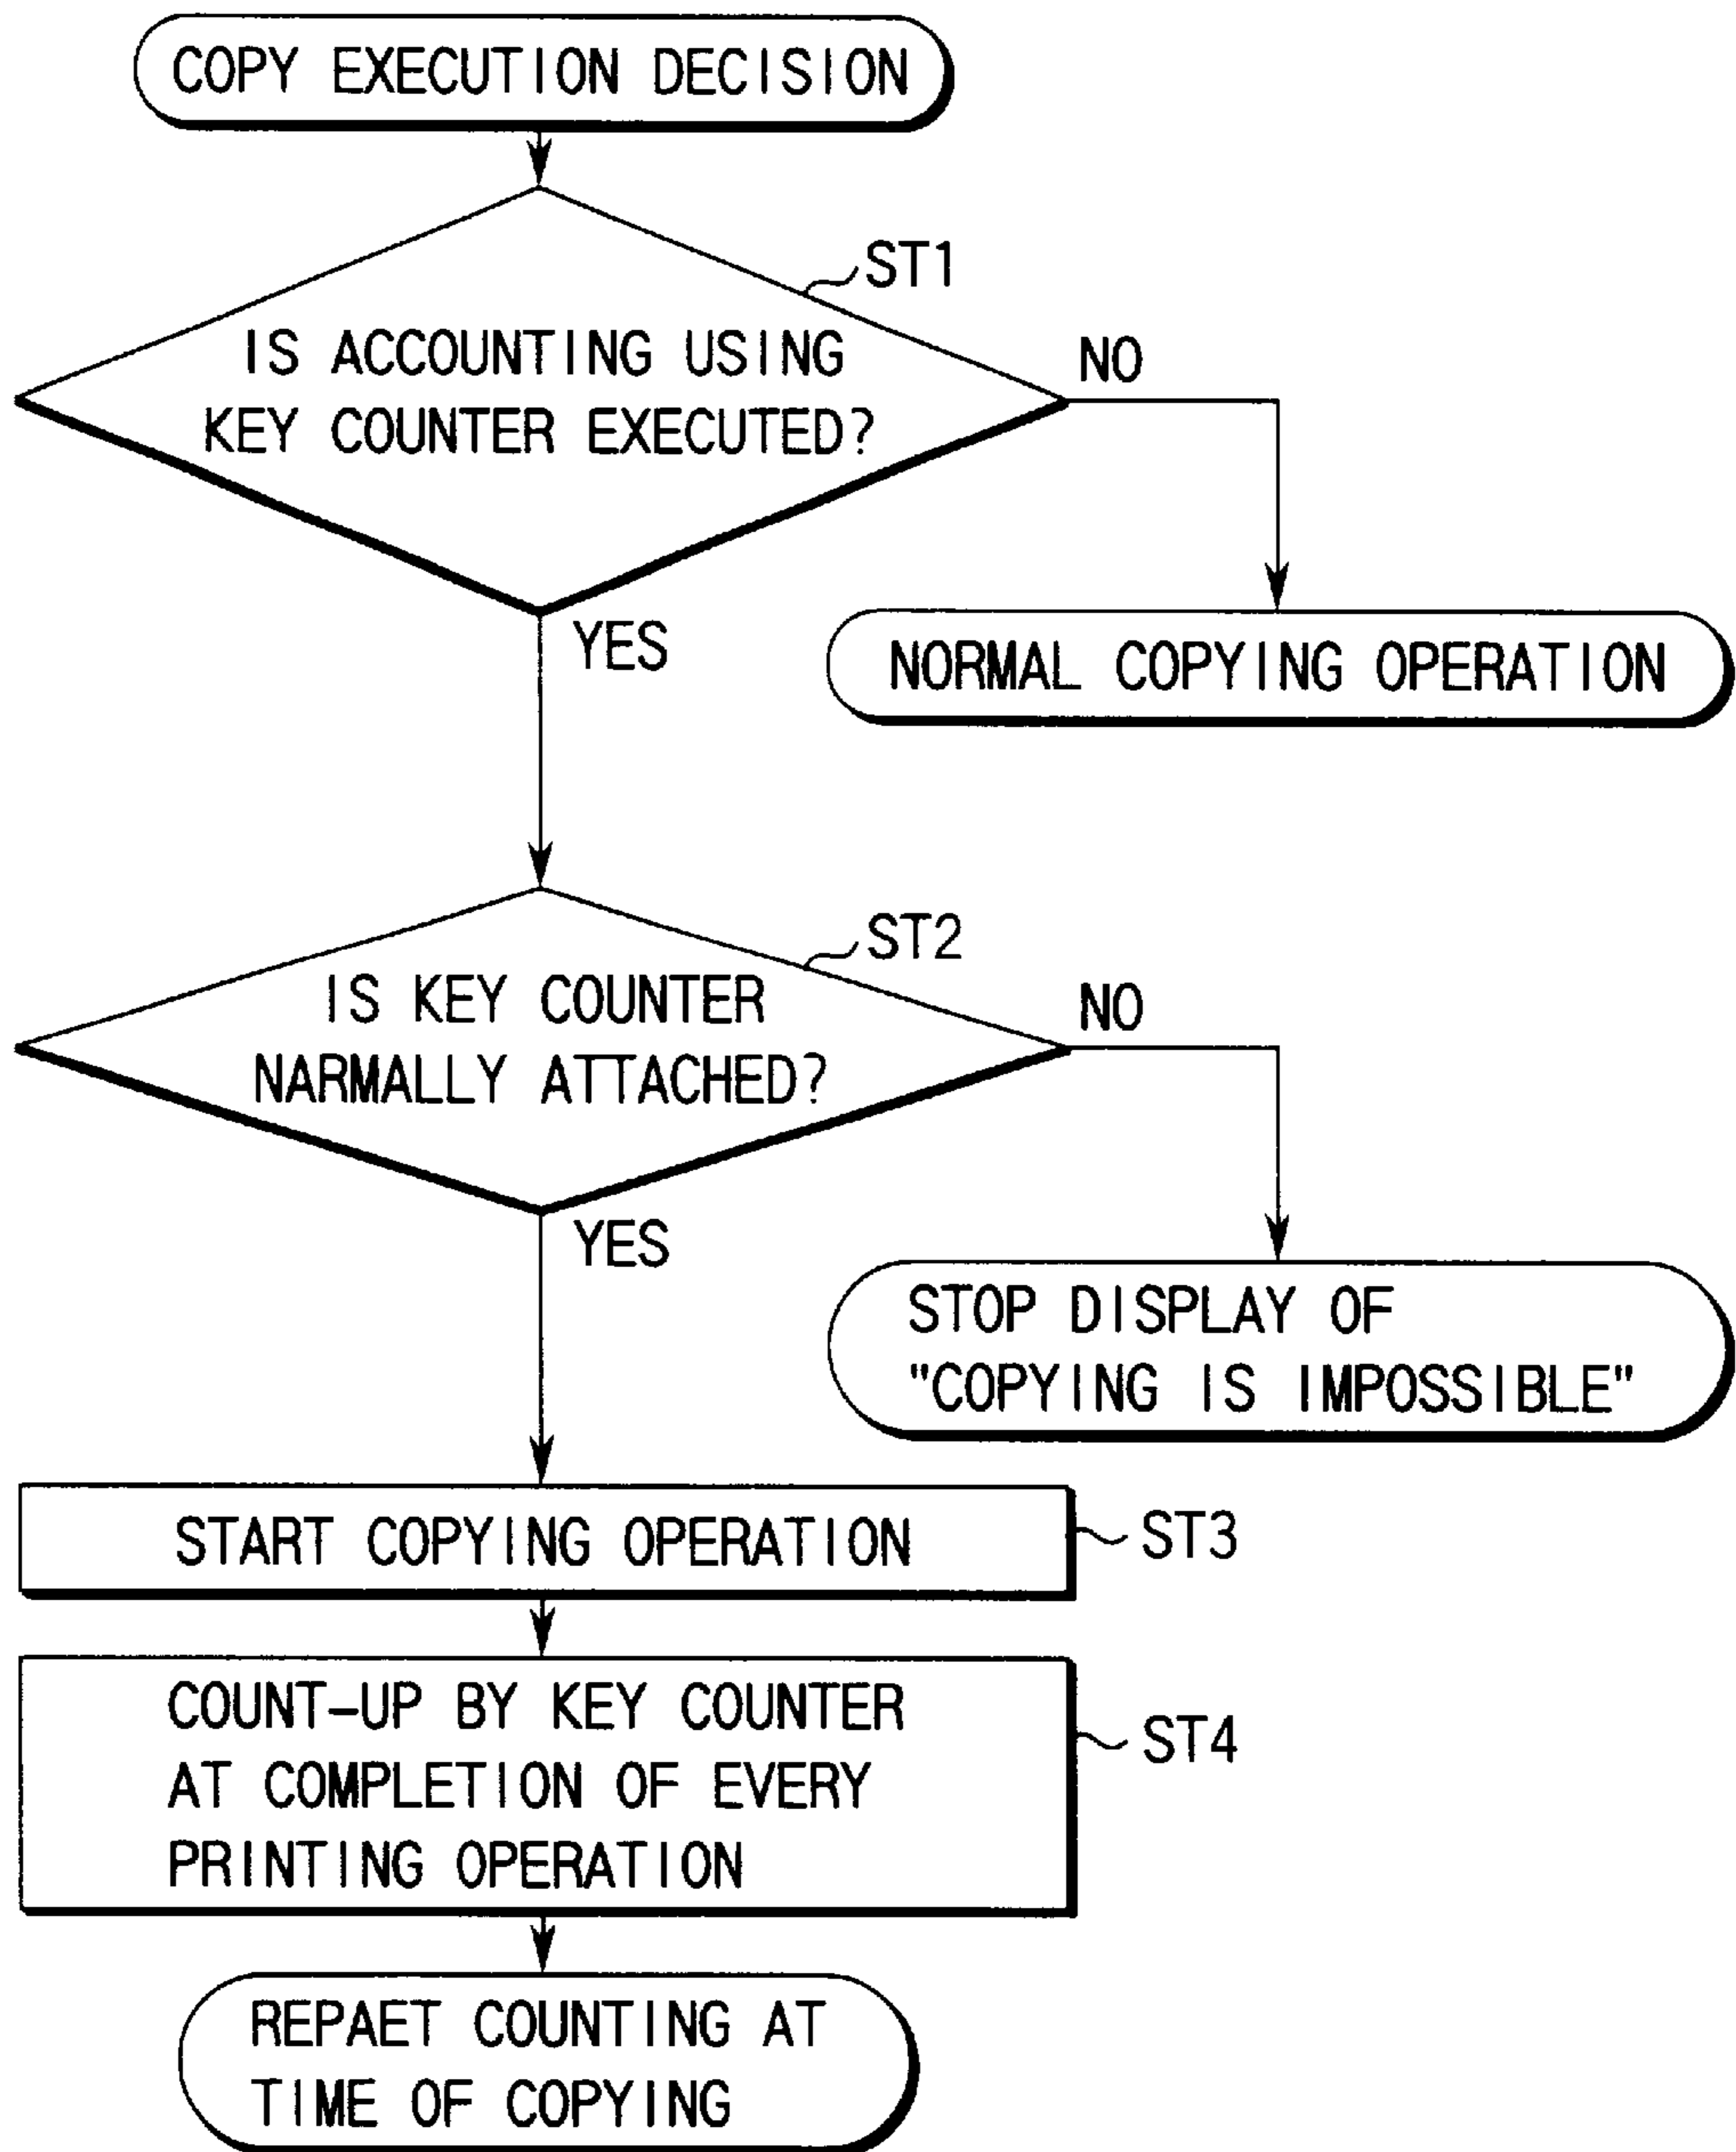 COPY EXECUTION DECISION
ST1
IS ACCOUNTING USING
KEY COUNTER EXECUTED?
NO
YES
NORMAL COPYING OPERATION
ST2
IS KEY COUNTER
NARMALLY ATTACHED?
NO
YES
STOP DISPLAY OF
"COPYING IS IMPOSSIBLE"
START COPYING OPERATION
ST3
COUNT-UP BY KEY COUNTER
AT COMPLETION OF EVERY
PRINTING OPERATION
ST4
REPAET COUNTING AT
TIME OF COPYING